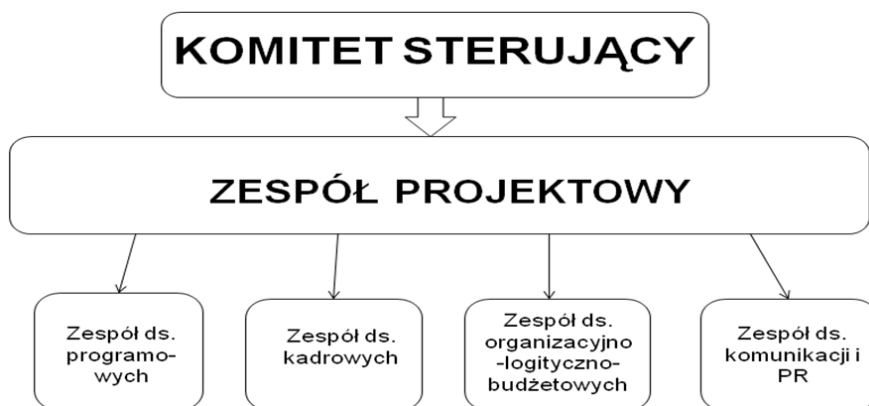 KOMITET STERUJĄCY
ZESPÓŁ PROJEKTOWY
Zespół ds.
programo-
wych
Zespół ds.
kadrowych
Zespół ds.
organizacyjno
-logityczno-
budżetowych
Zespół ds.
komunikacji i
PR